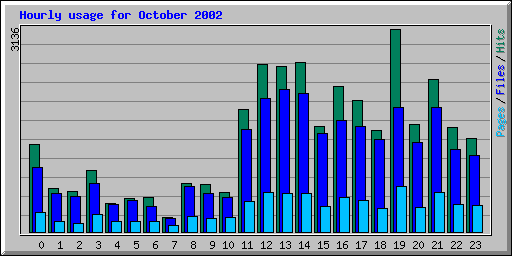 Hourly usage for October 2002
3136
Pages / Files / Hits
0 1 2 3 4 5 6 7 8 9 10 11 12 13 14 15 16 17 18 19 20 21 22 23